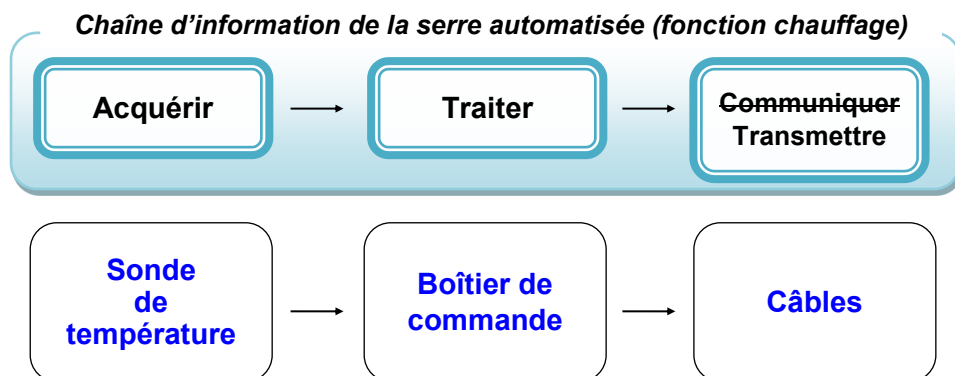 Chaîne d’information de la serre automatisée (fonction chauffage)
Acquérir
Traiter
Communiquer
Transmettre
Sonde
de
température
Boîtier de
commande
Câbles